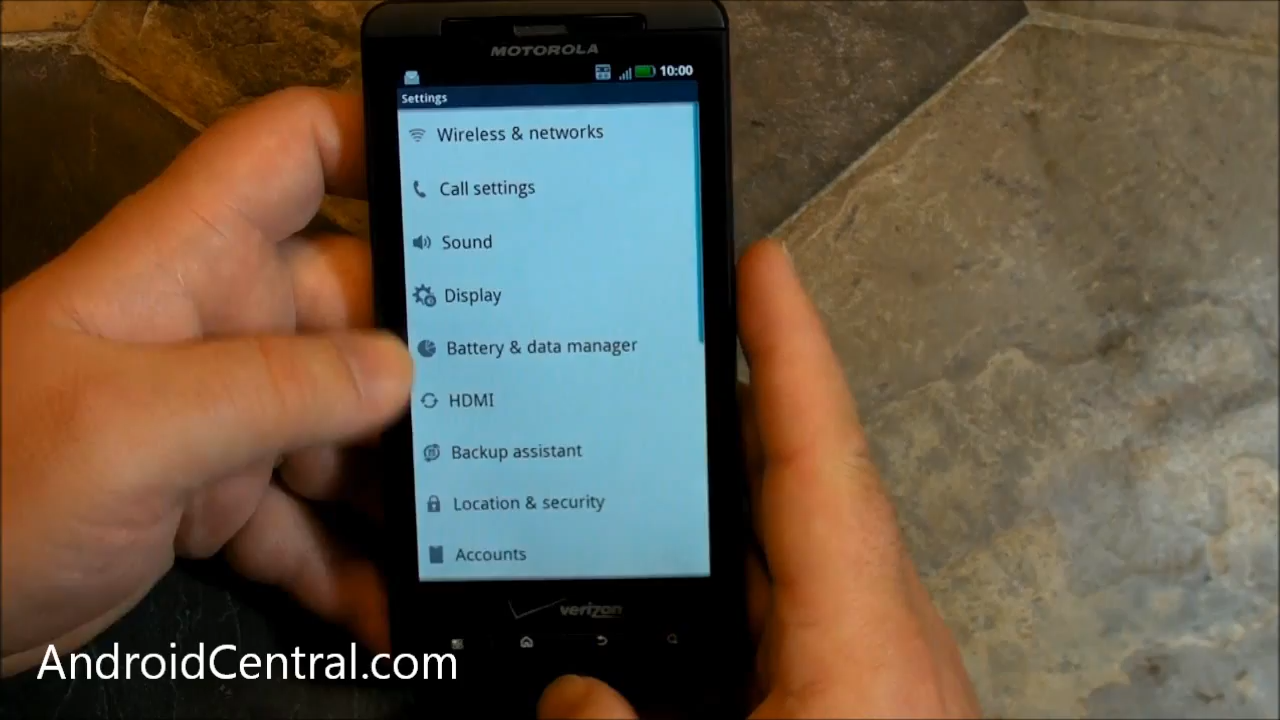 MOTOROLA
10:00
Settings
Wireless & networks
Call settings
Sound
Display
Battery & data manager
HDMI
Backup assistant
Location & security
Accounts
verizon
AndroidCentral.com